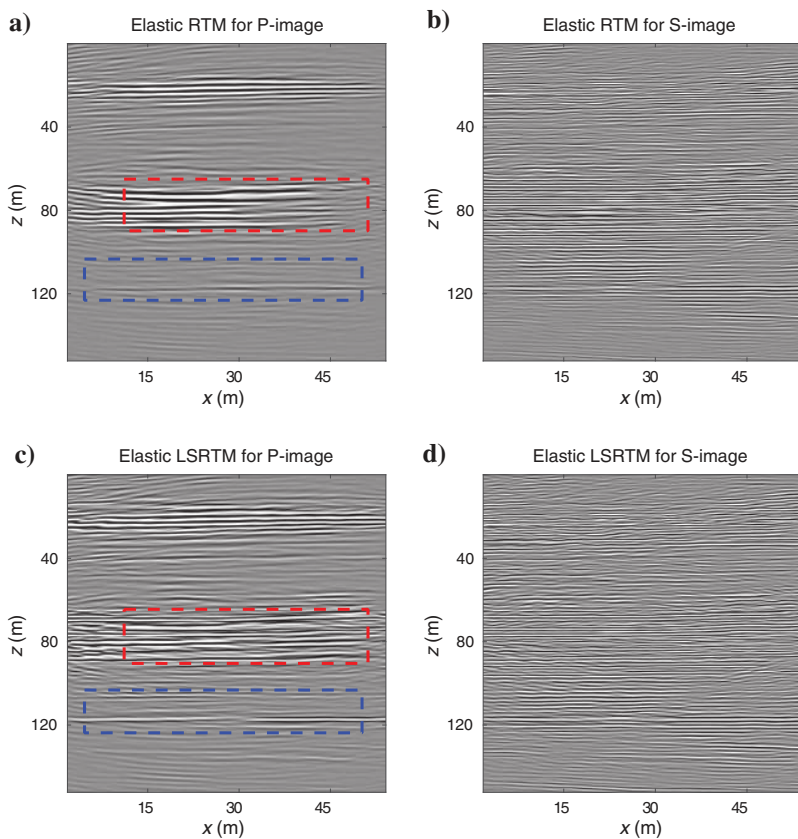 a) Elastic RTM for P-image
40
80
120
z (m)
15 30 45
x (m)
b) Elastic RTM for S-image
40
80
120
z (m)
15 30 45
x (m)
c) Elastic LSRTM for P-image
40
80
120
z (m)
15 30 45
x (m)
d) Elastic LSRTM for S-image
40
80
120
z (m)
15 30 45
x (m)